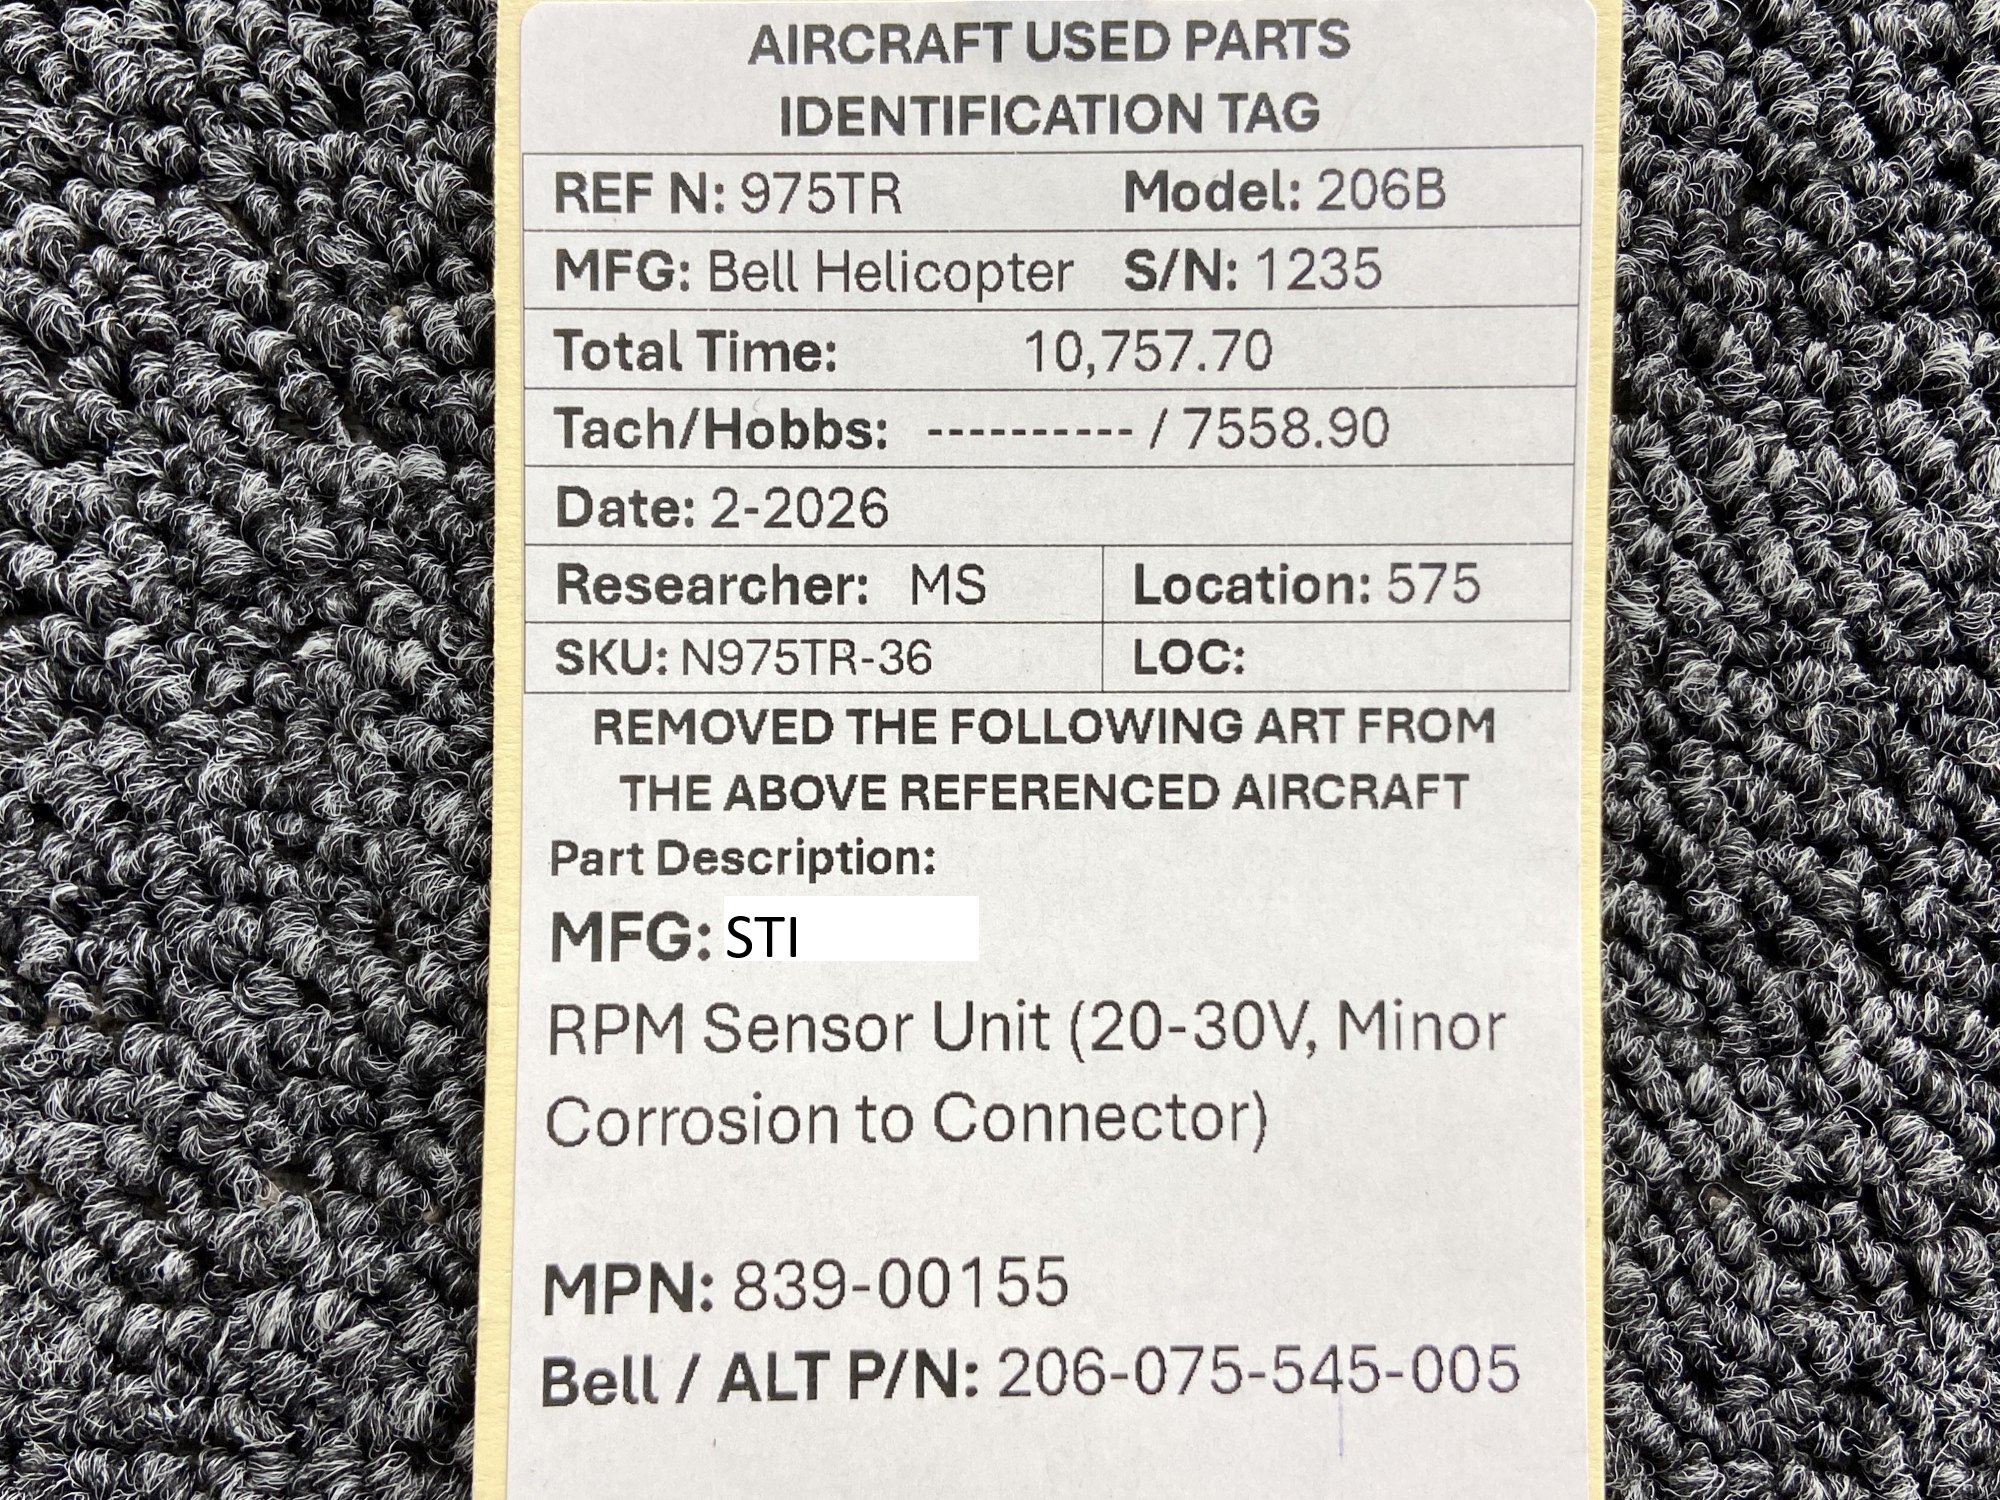 AIRCRAFT USED PARTS
IDENTIFICATION TAG
REF N: 975TR Model: 206B
MFG: Bell Helicopter S/N: 1235
Total Time: 10,757.70
Tach/Hobbs: ---------- / 7558.90
Date: 2-2026
Researcher: MS Location: 575
SKU: N975TR-36 LOC:
REMOVED THE FOLLOWING ART FROM
THE ABOVE REFERENCED AIRCRAFT
Part Description:
MFG: STI
RPM Sensor Unit (20-30V, Minor
Corrosion to Connector)
MPN: 839-00155
Bell / ALT P/N: 206-075-545-005